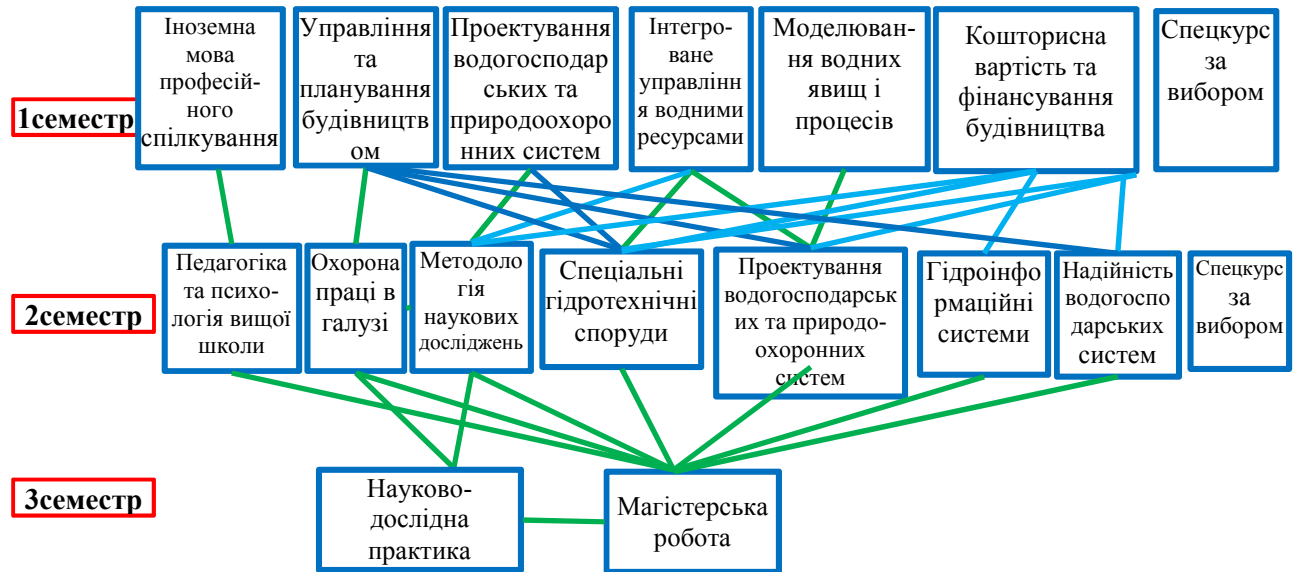 1семестр
Іноземна
мова
професій-
ного
спілкування
Управління
та
планування
будівництв
ом
Проектування
водогосподар
ських та
природоохоро
нних систем
Інтегро-
ване
управлінн
я водними
ресурсами
Моделюван-
ня водних
явищ і
процесів
Кошторисна
вартість та
фінансування
будівництва
Спецкурс
за
вибором
2семестр
Педагогіка
та психо-
логія вищої
школи
Охорона
праці в
галузі
Методоло
гія
наукових
досліджень
Спеціальні
гідротехнічні
споруди
Проектування
водогосподарськ
их та природо-
охоронних
систем
Гідроінфо
рмаційні
системи
Надійність
водогоспо
дарських
систем
Спецкурс
за
вибором
3семестр
Науково-
дослідна
практика
Магістерська
робота